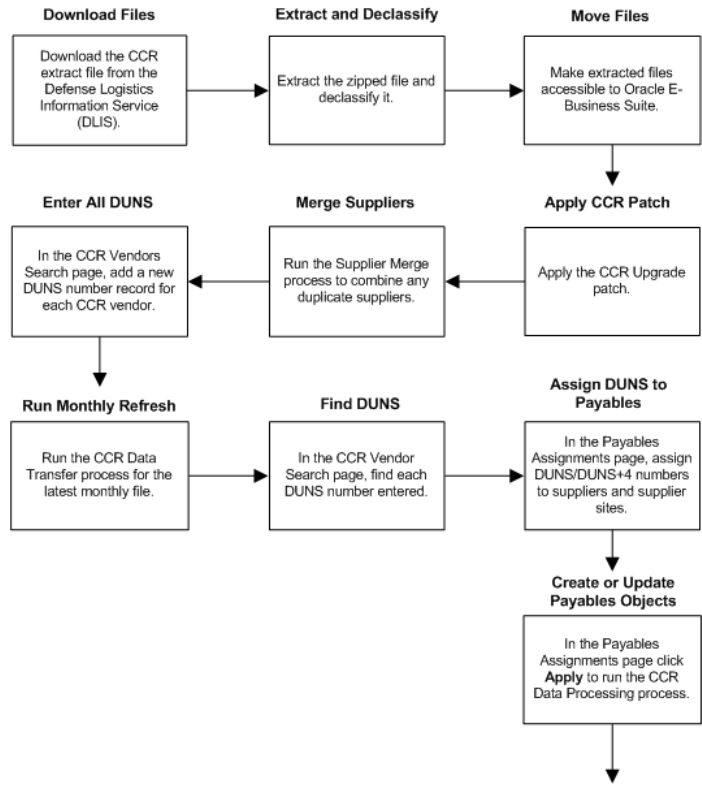 Download Files
Download the CCR
extract file from the
Defense Logistics
Information Service
(DLIS).
Extract and Declassify
Extract the zipped file and
declassify it.
Move Files
Make extracted files
accessible to Oracle E-
Business Suite.
Apply CCR Patch
Apply the CCR Upgrade
patch.
Merge Suppliers
Run the Supplier Merge
process to combine any
duplicate suppliers.
Enter All DUNS
In the CCR Vendors
Search page, add a new
DUNS number record for
each CCR vendor.
Run Monthly Refresh
Run the CCR Data
Transfer process for the
latest monthly file.
Find DUNS
In the CCR Vendor
Search page, find each
DUNS number entered.
Assign DUNS to
Payables
In the Payables
Assignments page, assign
DUNS/DUNS+4 numbers
to suppliers and supplier
sites.
Create or Update
Payables Objects
In the Payables
Assignments page click
Apply to run the CCR
Data Processing process.